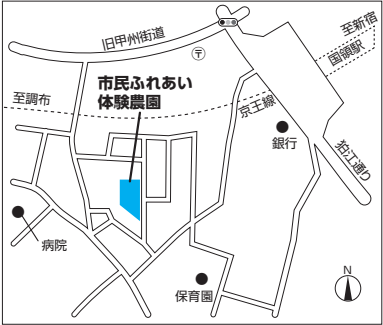 旧甲州街道
至新宿
国領駅
〒
市民ふれあい
体験農園
至調布
京王線
銀行
狛江通り
病院
保育園
N